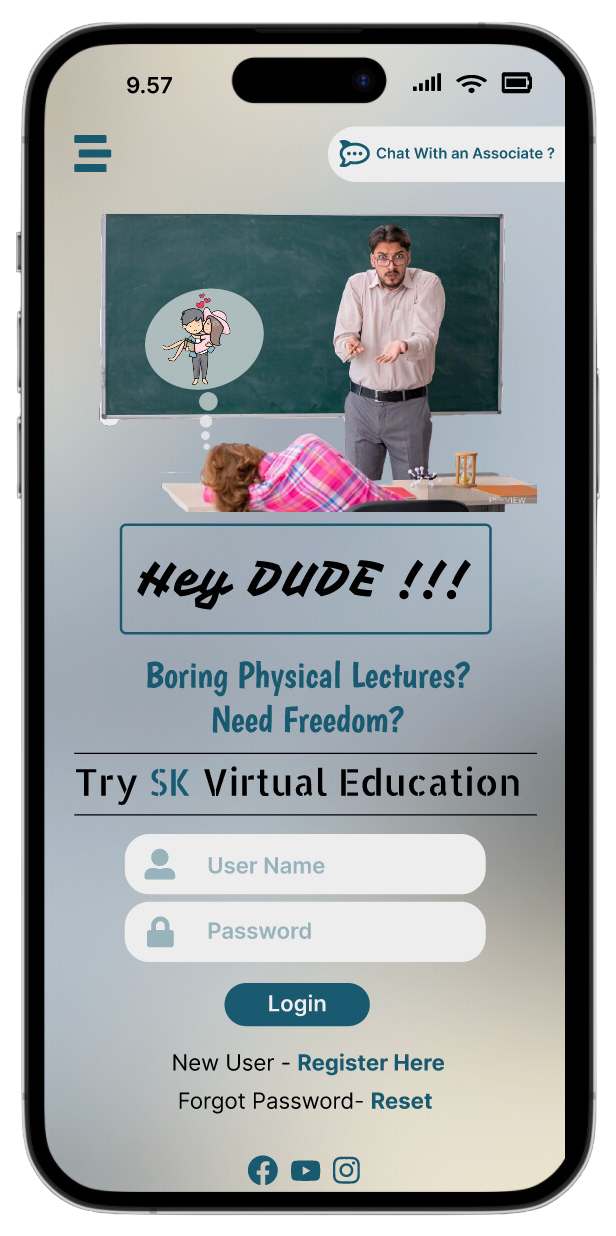 9.57
Chat With an Associate ?
PREVIEW
Hey DUDE !!!
Boring Physical Lectures?
Need Freedom?
Try SK Virtual Education
User Name
Password
Login
New User - Register Here
Forgot Password- Reset